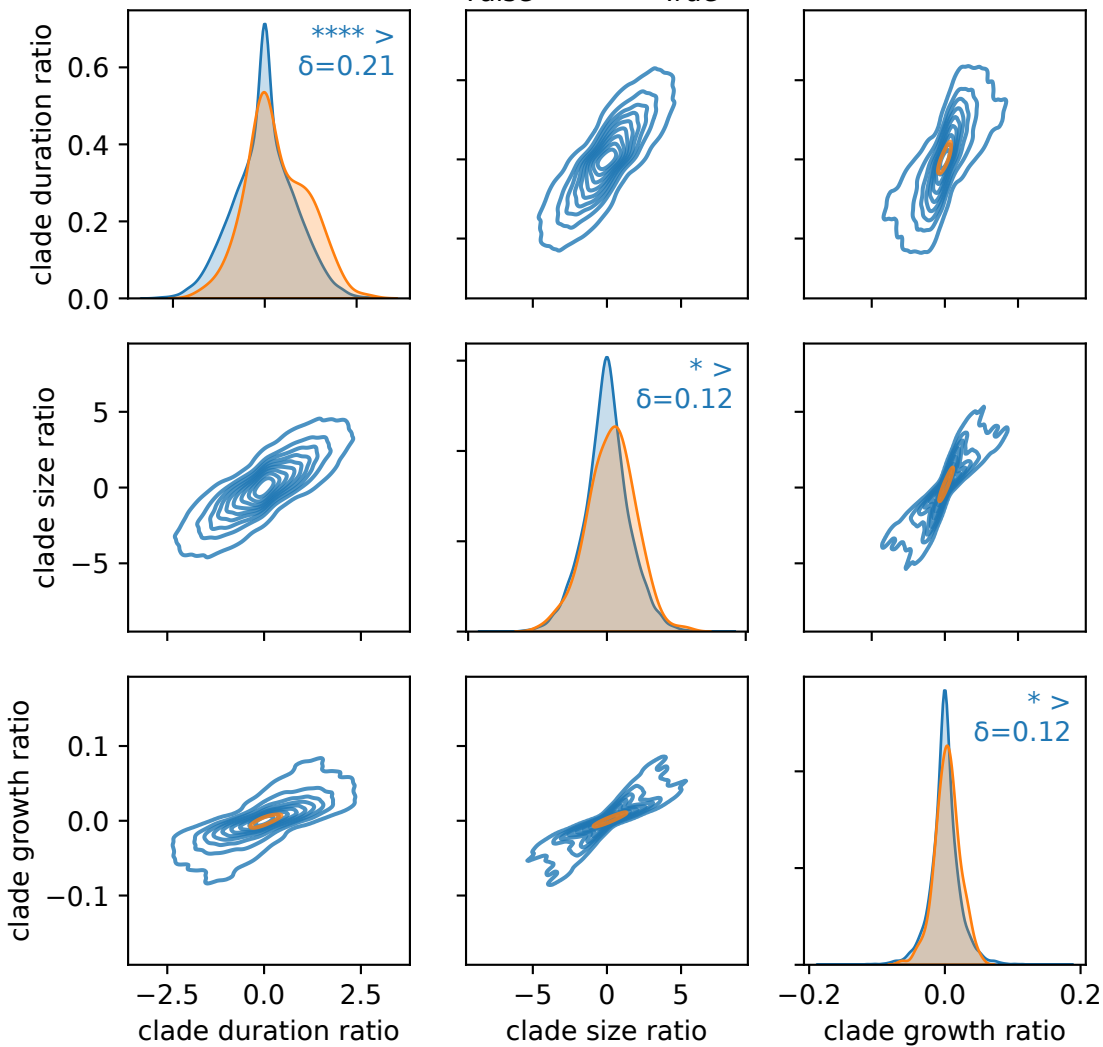 clade duration ratio
0.6
0.4
0.2
0.0
**** >
δ=0.21
clade size ratio
5
0
−5
* >
δ=0.12
clade growth ratio
0.1
0.0
−0.1
* >
δ=0.12
−2.5 0.0 2.5
−5 0 5
−0.2 0.0 0.2
clade duration ratio
clade size ratio
clade growth ratio